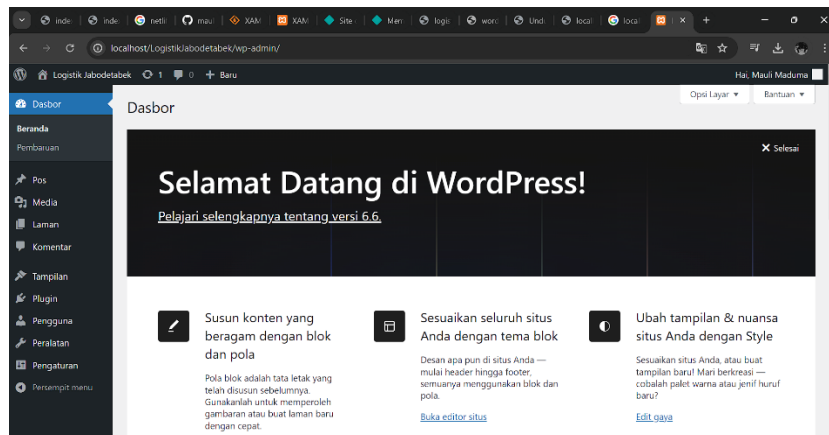 inde
inde
netli
mau
XAM
XAM
Site
Men
logis
word
Und
local
local
localhost/LogistikJabodetabek/wp-admin/
Logistik Jabodetabek 1 0 + Baru
Hai, Mauli Maduma
Dasbor
Beranda
Pembaruan
Pos
Media
Laman
Komentar
Tampilan
Plugin
Pengguna
Peralatan
Pengaturan
Persempit menu
Opsi Layar
Bantuan
Dasbor
Selesai
Selamat Datang di WordPress!
Pelajari selengkapnya tentang versi 6.6.
Susun konten yang
beragam dengan blok
dan pola
Pola blok adalah tata letak yang
telah disusun sebelumnya.
Gunakanlah untuk memperoleh
gambaran atau buat laman baru
dengan cepat.
Sesuaikan seluruh situs
Anda dengan tema blok
Desan apa pun di situs Anda —
mulai header hingga footer,
semuanya menggunakan blok dan
pola.
Buka editor situs
Ubah tampilan & nuansa
situs Anda dengan Style
Sesuaikan situs Anda, atau buat
tampilan baru! Mari berkreasi —
cobalah palet warna atau jenif huruf
baru?
Edit gaya